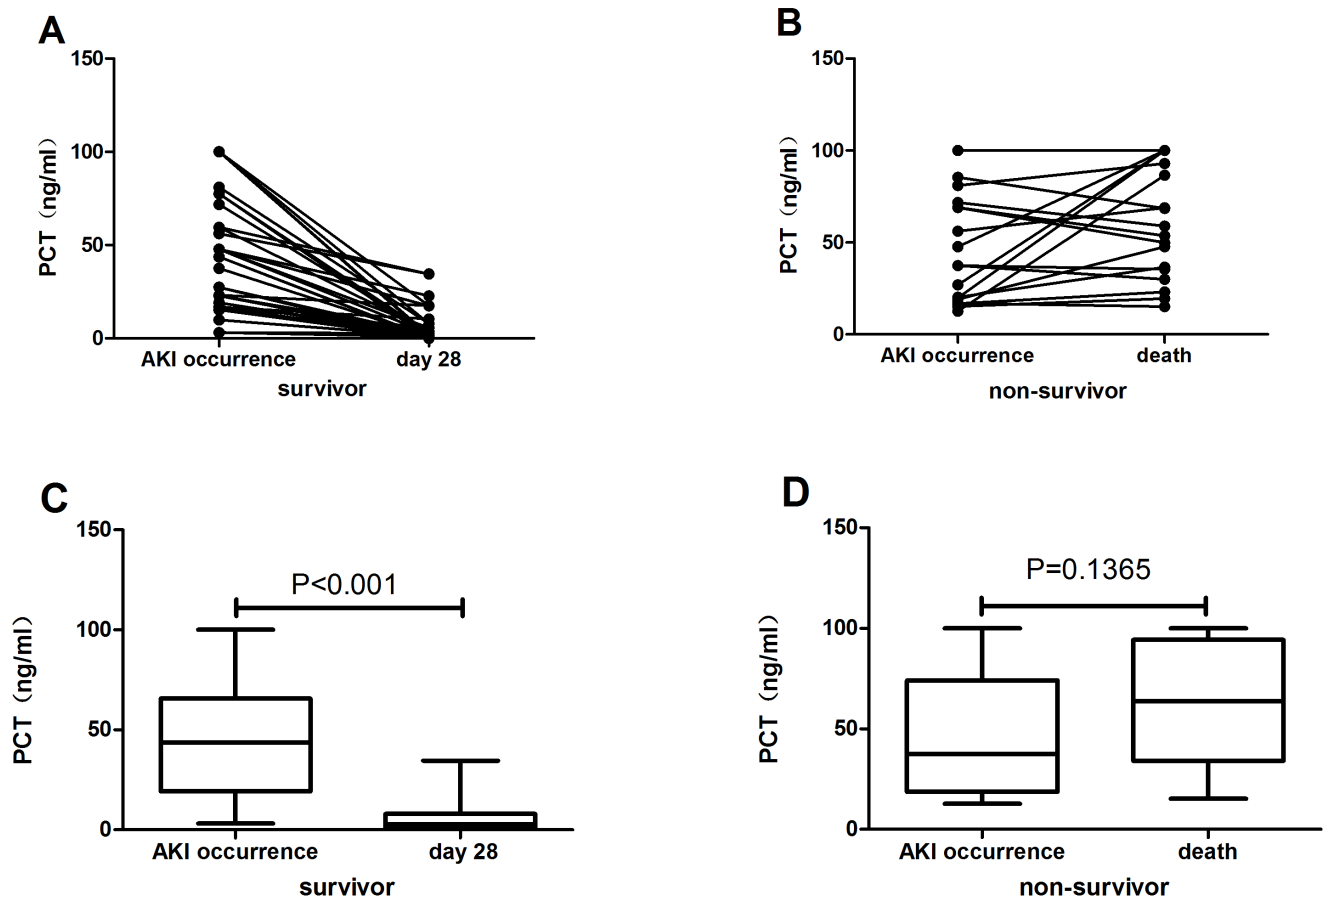 A
150
100
50
0
PCT（ng/ml）
AKI occurrence
day 28
survivor
B
150
100
50
0
PCT（ng/ml）
AKI occurrence
death
non-survivor
C
150
100
50
0
PCT（ng/ml）
P<0.001
AKI occurrence
day 28
survivor
D
150
100
50
0
PCT（ng/ml）
P=0.1365
AKI occurrence
death
non-survivor